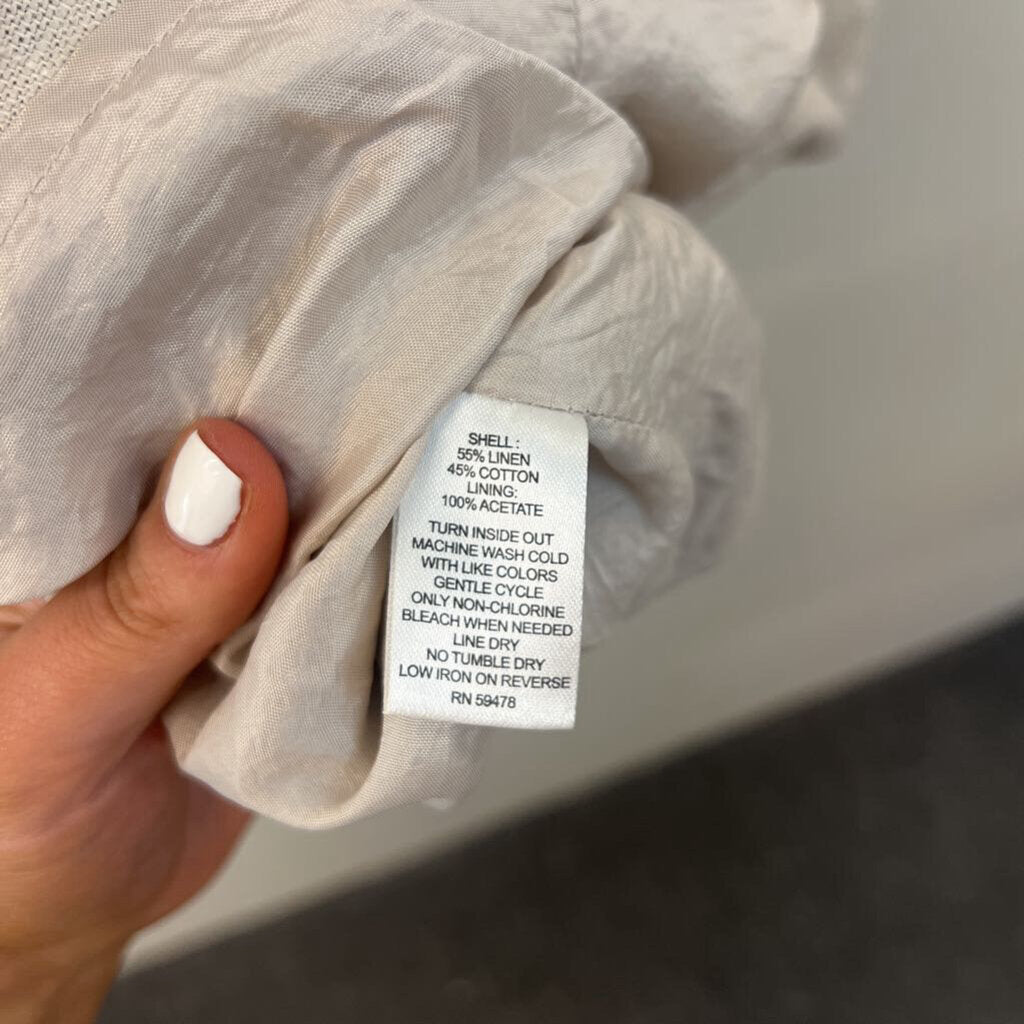 SHELL :
55% LINEN
45% COTTON
LINING:
100% ACETATE
TURN INSIDE OUT
MACHINE WASH COLD
WITH LIKE COLORS
GENTLE CYCLE
ONLY NON-CHLORINE
BLEACH WHEN NEEDED
LINE DRY
NO TUMBLE DRY
LOW IRON ON REVERSE
RN 59478